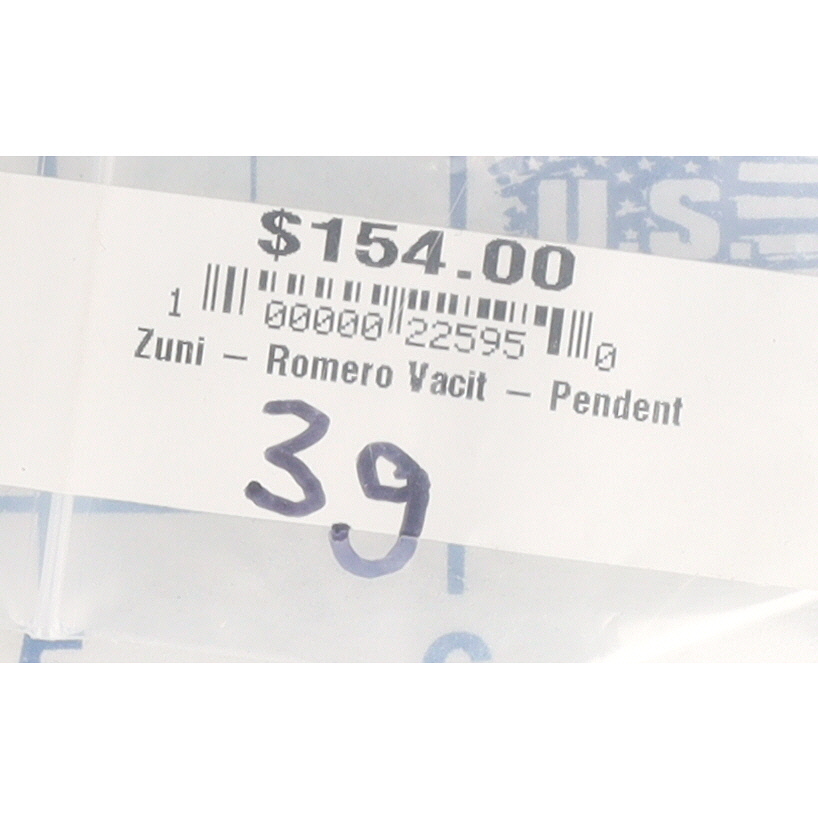 U.S.
$154.00
1 00000 22595 0
Zuni – Romero Vacit – Pendent
39